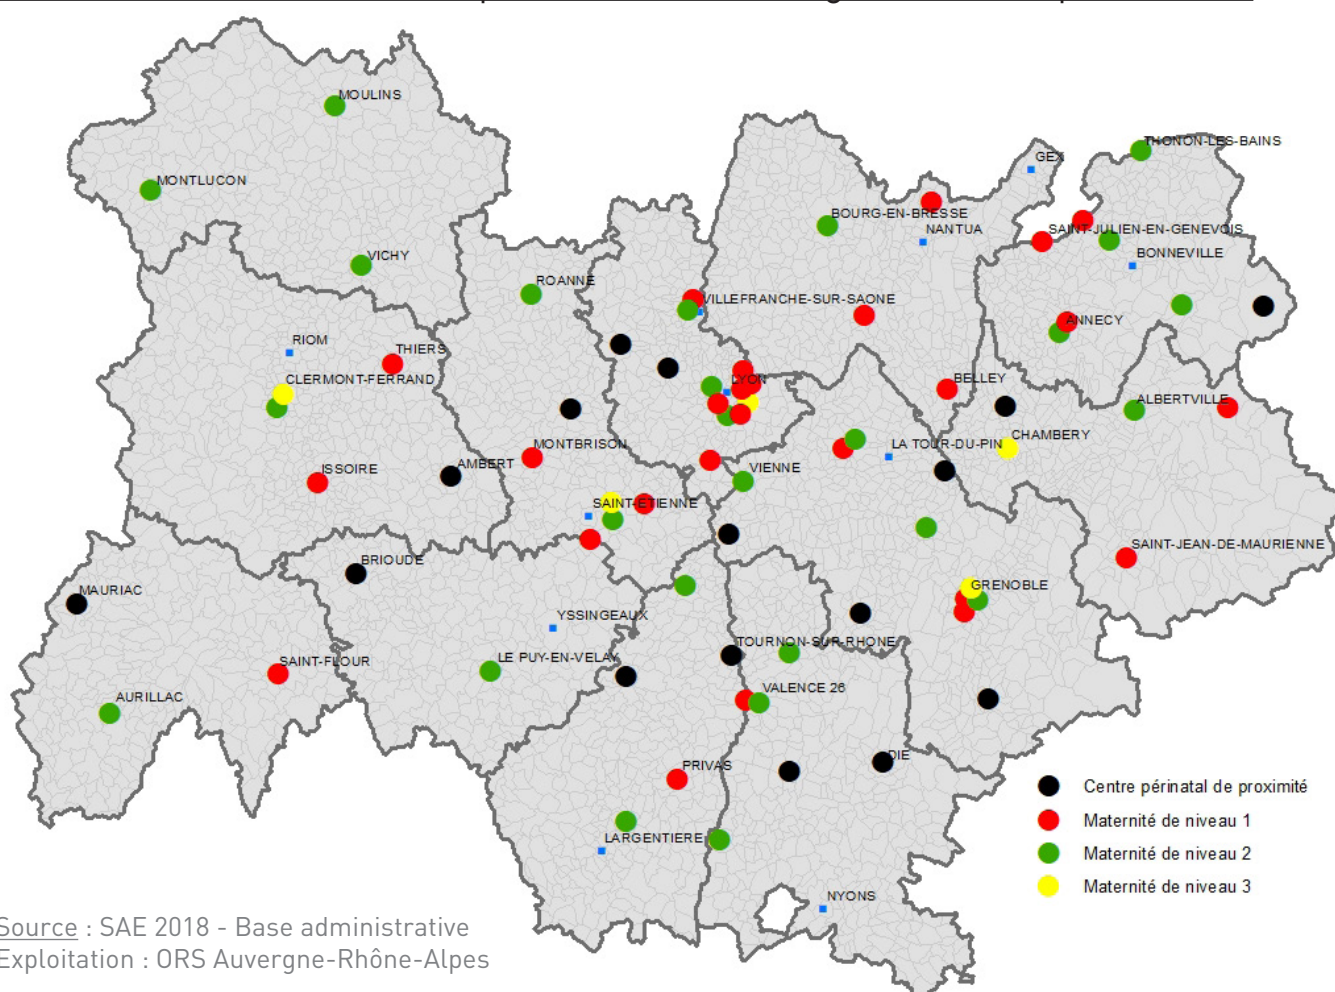 MOULINS
THONON-LES-BAINS
GEX
MONTLUCON
BOURG-EN-BRESSE
NANTUA
SAINT-JULIEN-EN-GENEVOIS
BONNEVILLE
VICHY
ROANNE
VILLEFRANCHE-SUR-SAONE
ANNECY
RIOM
THIERS
CLERMONT-FERRAND
LYON
BELLEY
ALBERTVILLE
MONTBRISON
LA TOUR-DU-PIN
CHAMBERY
ISSOIRE
AMBERT
VIENNE
SAINT-ETIENNE
SAINT-JEAN-DE-MAURIENNE
BRIOUDE
MAURIAC
GRENOBLE
YSSINGEAUX
TOURNON-SUR-RHONE
LE PUY-EN-VELAY
SAINT-FLOUR
VALENCE 26
AURILLAC
DIE
PRIVAS
LARGENTIERE
NYONS
Centre périnatal de proximité
Maternité de niveau 1
Maternité de niveau 2
Maternité de niveau 3
Source : SAE 2018 - Base administrative
Exploitation : ORS Auvergne-Rhône-Alpes